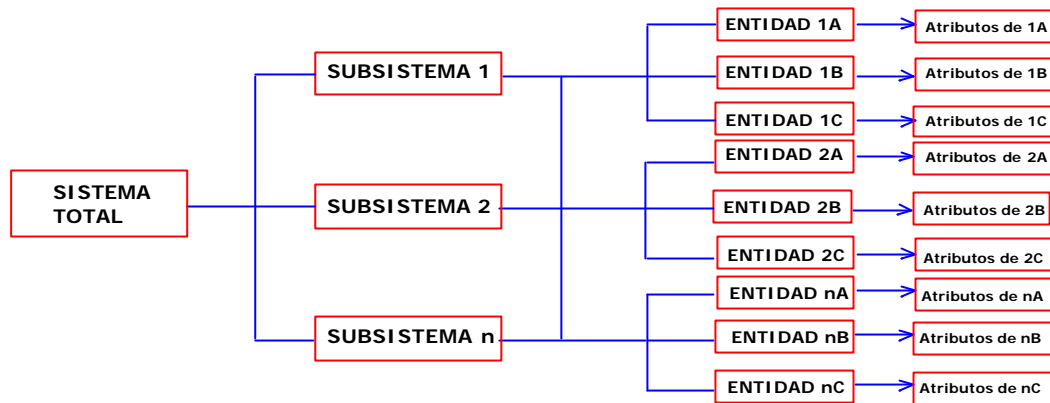 ENTIDAD 1A
Atributos de 1A
SUBSISTEMA 1
ENTIDAD 1B
Atributos de 1B
ENTIDAD 1C
Atributos de 1C
ENTIDAD 2A
Atributos de 2A
SISTEMA
TOTAL
SUBSISTEMA 2
ENTIDAD 2B
Atributos de 2B
ENTIDAD 2C
Atributos de 2C
ENTIDAD nA
Atributos de nA
SUBSISTEMA n
ENTIDAD nB
Atributos de nB
ENTIDAD nC
Atributos de nC